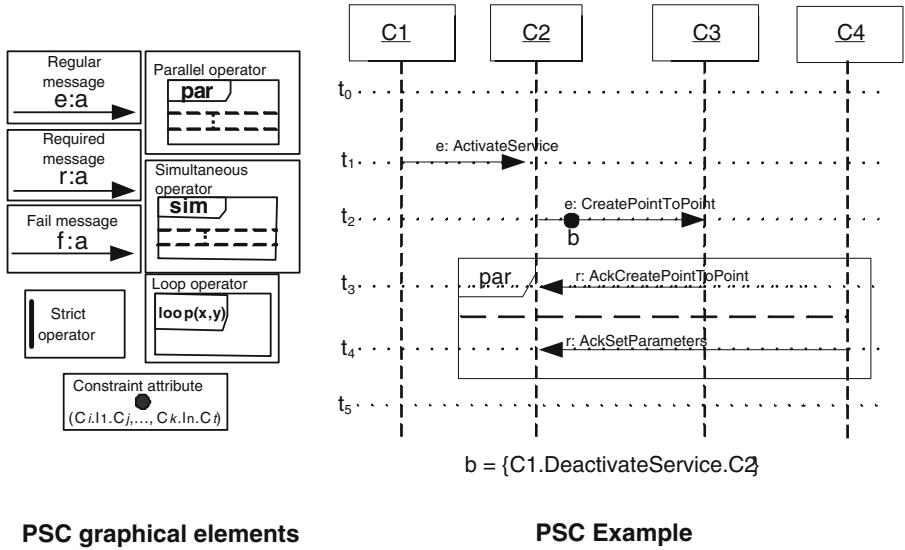 Regular
message
e:a
Required
message
r:a
Fail message
f:a
Strict
operator
Parallel operator
par
Simultaneous
operator
sim
Loop operator
loop(x,y)
Constraint attribute
(Ci.l1.Cj,..., Ck.ln.Ct)
PSC graphical elements
C1 C2 C3 C4
t0
t1 e: ActivateService
t2 e: CreatePointToPoint
b
par
t3 r: AckCreatePointToPoint
t4 r: AckSetParameters
t5
b = {C1.DeactivateService.C2}
PSC Example